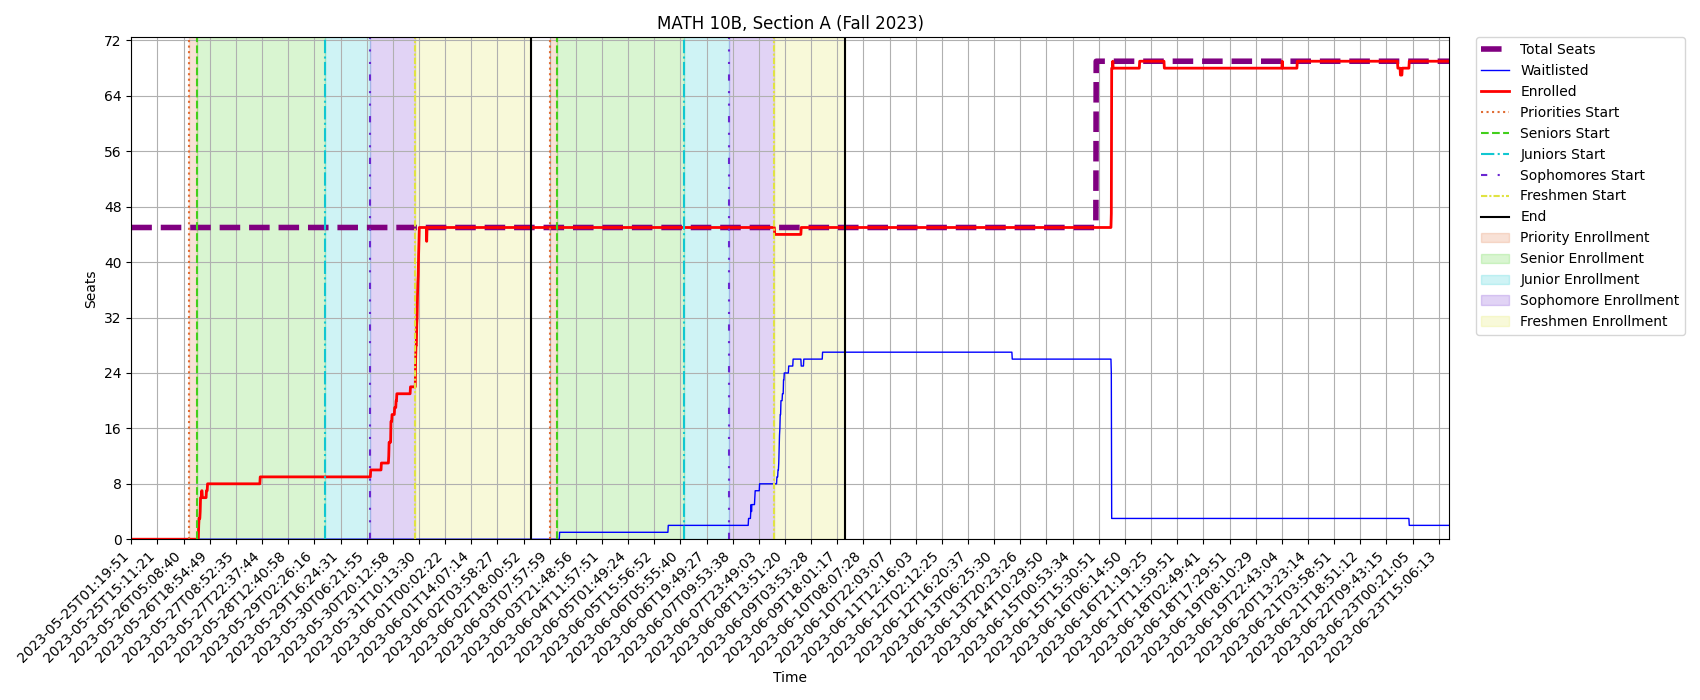 MATH 10B, Section A (Fall 2023)
Seats
72
64
56
48
40
32
24
16
8
0
2023-05-25T01:19:51
2023-05-25T15:11:21
2023-05-26T05:08:40
2023-05-26T18:54:49
2023-05-27T08:52:35
2023-05-27T22:37:44
2023-05-28T12:40:58
2023-05-29T02:26:16
2023-05-29T16:24:31
2023-05-30T06:21:55
2023-05-30T20:12:58
2023-05-31T10:13:30
2023-06-01T00:02:22
2023-06-01T14:07:14
2023-06-02T03:58:27
2023-06-02T18:00:52
2023-06-03T07:57:59
2023-06-03T21:48:56
2023-06-04T11:57:51
2023-06-05T01:49:24
2023-06-05T15:56:52
2023-06-06T05:55:40
2023-06-06T19:49:27
2023-06-07T09:53:38
2023-06-07T23:49:03
2023-06-08T13:51:20
2023-06-09T03:53:28
2023-06-09T18:01:17
2023-06-10T08:07:28
2023-06-10T22:03:07
2023-06-11T12:16:03
2023-06-12T02:12:25
2023-06-12T16:20:37
2023-06-13T06:25:30
2023-06-13T20:23:26
2023-06-14T10:29:50
2023-06-15T00:53:34
2023-06-15T15:30:51
2023-06-16T06:14:50
2023-06-16T21:19:25
2023-06-17T11:59:51
2023-06-18T02:49:41
2023-06-18T17:29:51
2023-06-19T08:10:29
2023-06-19T22:43:04
2023-06-20T13:23:14
2023-06-21T03:58:51
2023-06-21T18:51:12
2023-06-22T09:43:15
2023-06-23T00:21:05
2023-06-23T15:06:13
Time
Total Seats
Waitlisted
Enrolled
Priorities Start
Seniors Start
Juniors Start
Sophomores Start
Freshmen Start
End
Priority Enrollment
Senior Enrollment
Junior Enrollment
Sophomore Enrollment
Freshmen Enrollment